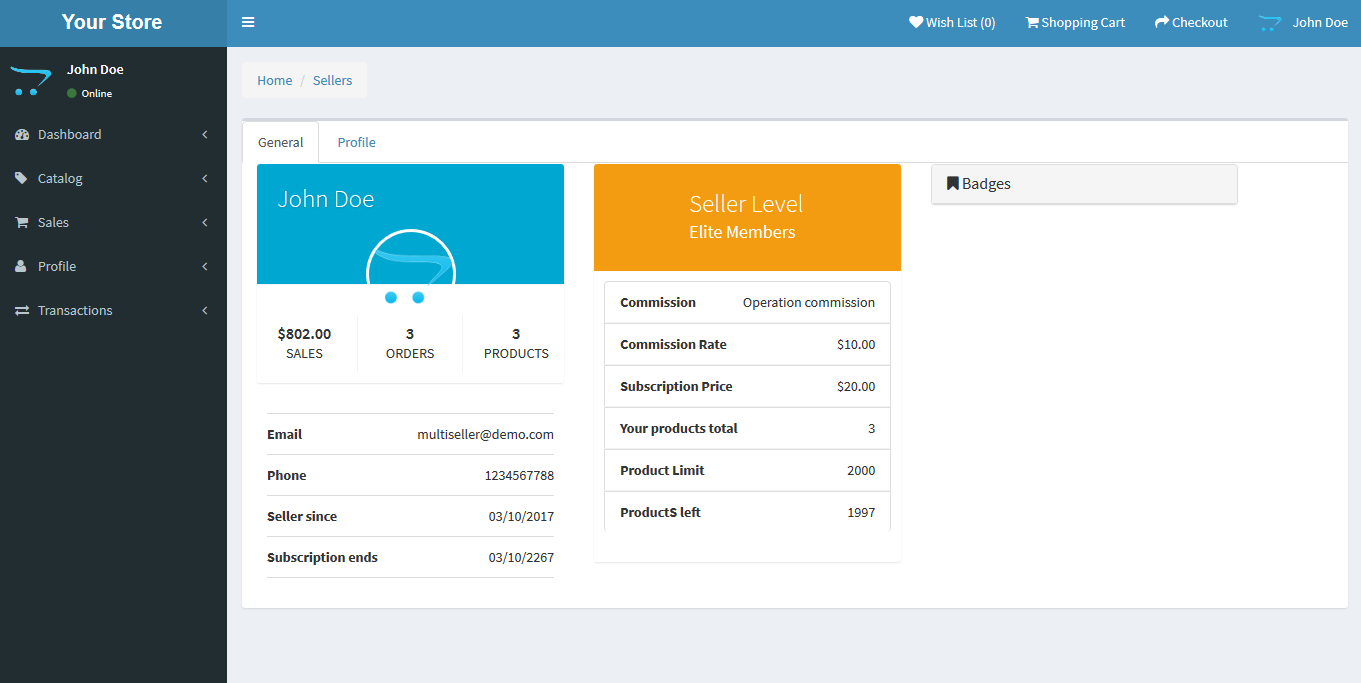 Your Store
Wish List (0) Shopping Cart Checkout John Doe
John Doe
Online
Dashboard
Catalog
Sales
Profile
Transactions
Home / Sellers
General Profile
John Doe
$802.00 3 3
SALES ORDERS PRODUCTS
Email multiseller@demo.com
Phone 1234567788
Seller since 03/10/2017
Subscription ends 03/10/2267
Seller Level
Elite Members
Commission Operation commission
Commission Rate $10.00
Subscription Price $20.00
Your products total 3
Product Limit 2000
ProductS left 1997
Badges